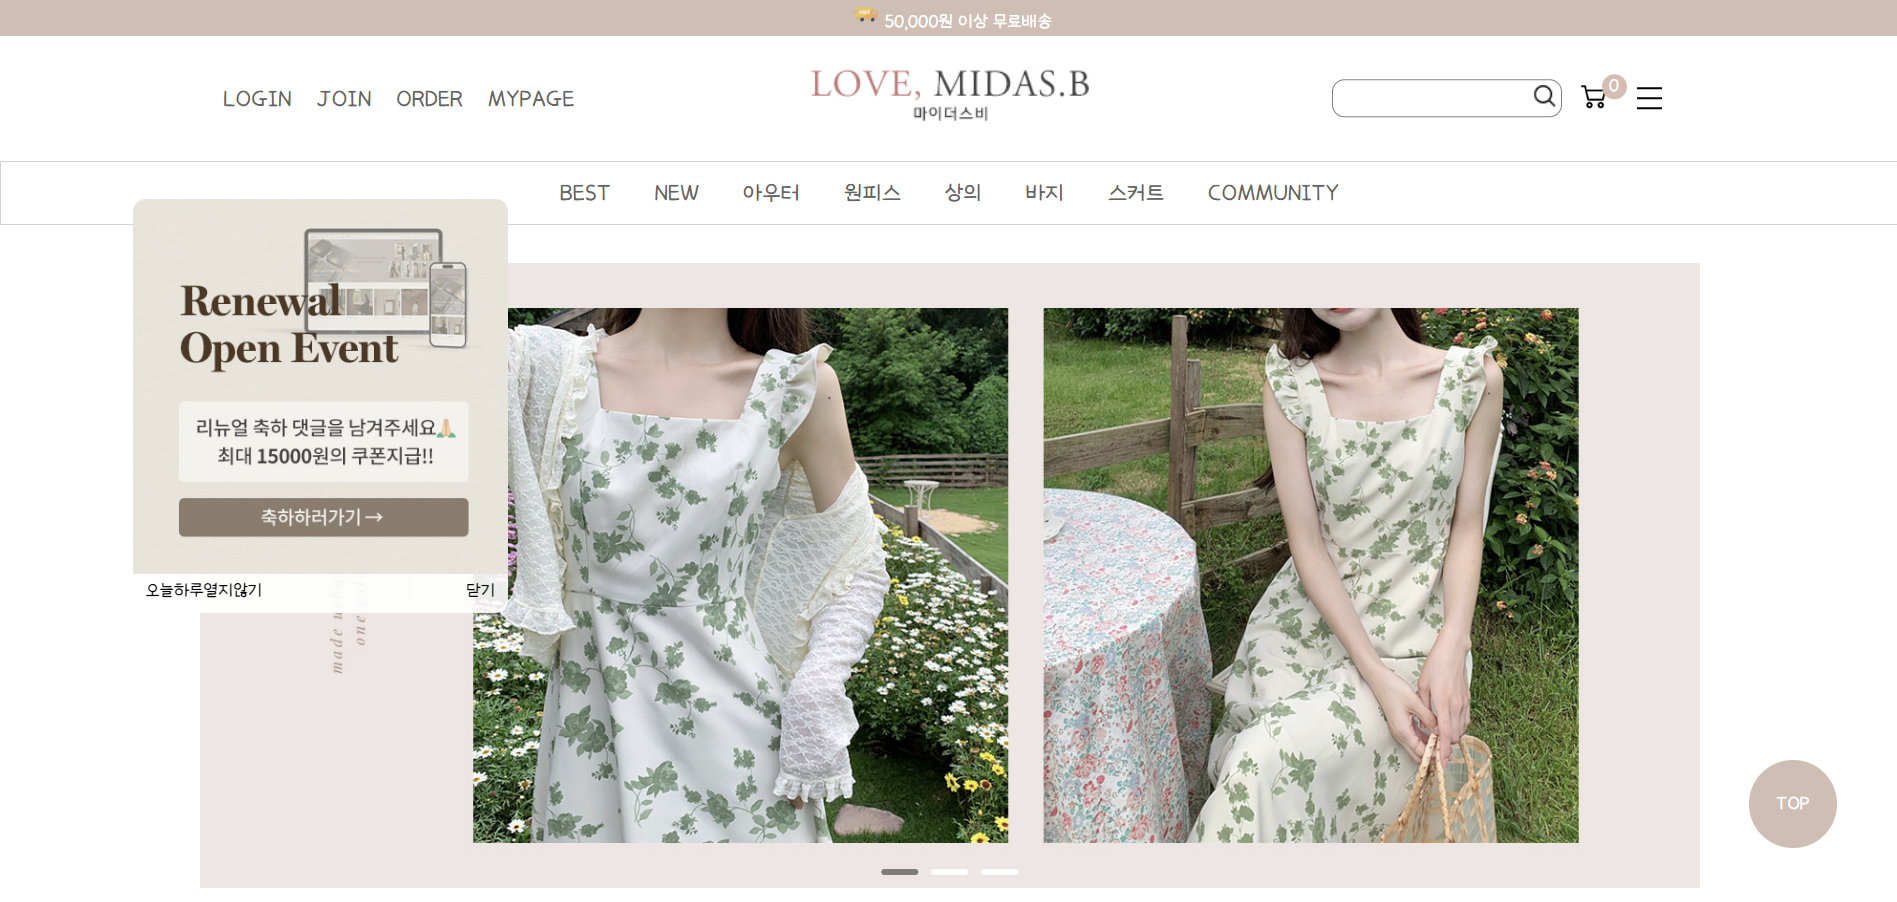 50,000원 이상 무료배송
LOGIN JOIN ORDER MYPAGE
LOVE, MIDAS.B
마이더스비
0
BEST NEW 아우터 원피스 상의 바지 스커트 COMMUNITY
Renewal
Open Event
리뉴얼 축하 댓글을 남겨주세요🙏🏻
최대 15000원의 쿠폰지급!!
축하하러가기 →
오늘하루열지않기 닫기
made
one
TOP